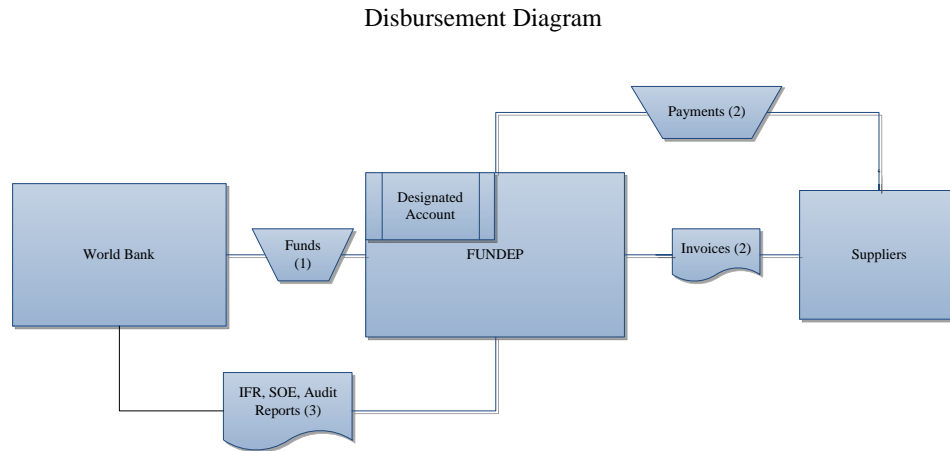 Disbursement Diagram
Payments (2)
Designated
Account
World Bank
Funds
(1)
FUNDEP
Invoices (2)
Suppliers
IFR, SOE, Audit
Reports (3)